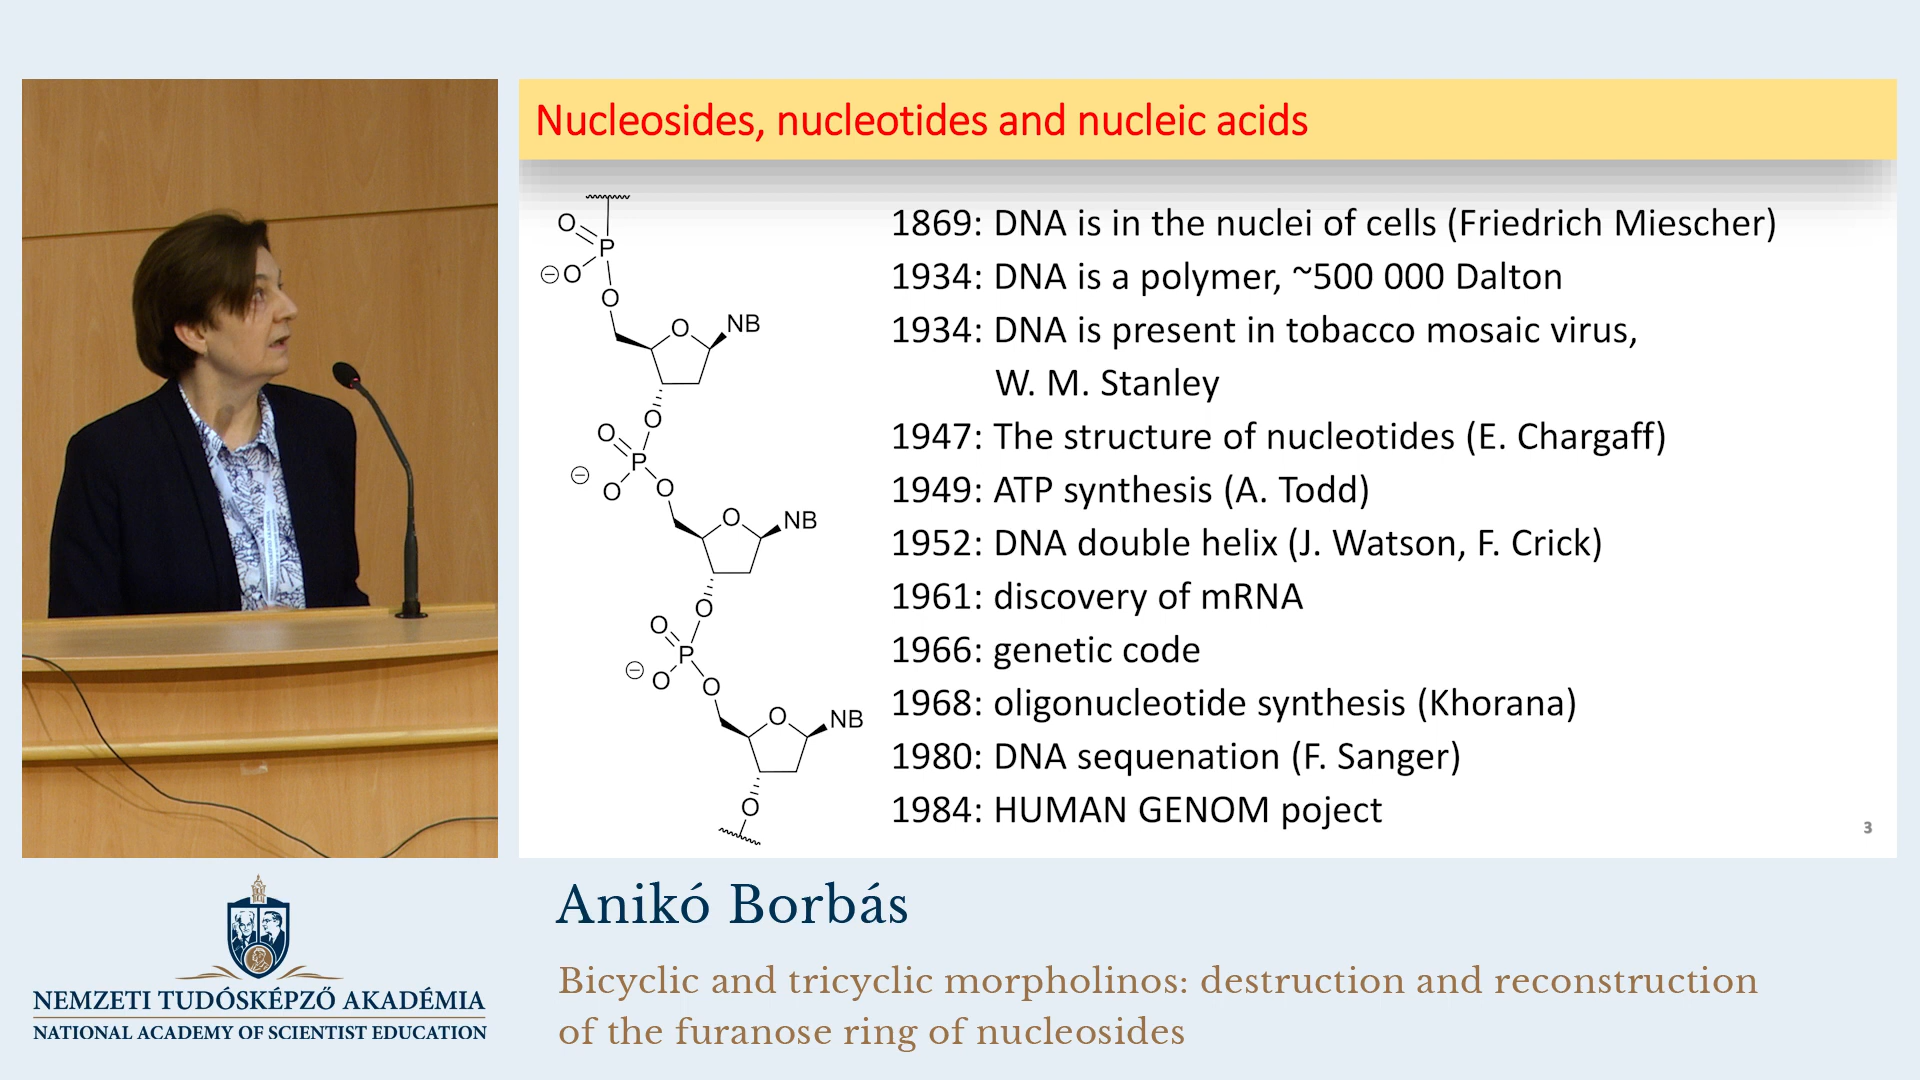 Nucleosides, nucleotides and nucleic acids
O
P
⊖O
O
O
NB
O
O
P
⊖
O
O
O
NB
O
O
P
⊖
O
O
O
NB
O
1869: DNA is in the nuclei of cells (Friedrich Miescher)
1934: DNA is a polymer, ~500 000 Dalton
1934: DNA is present in tobacco mosaic virus,
W. M. Stanley
1947: The structure of nucleotides (E. Chargaff)
1949: ATP synthesis (A. Todd)
1952: DNA double helix (J. Watson, F. Crick)
1961: discovery of mRNA
1966: genetic code
1968: oligonucleotide synthesis (Khorana)
1980: DNA sequenation (F. Sanger)
1984: HUMAN GENOM poject
3
NEMZETI TUDÓSKÉPZŐ AKADÉMIA
NATIONAL ACADEMY OF SCIENTIST EDUCATION
Anikó Borbás
Bicyclic and tricyclic morpholinos: destruction and reconstruction
of the furanose ring of nucleosides